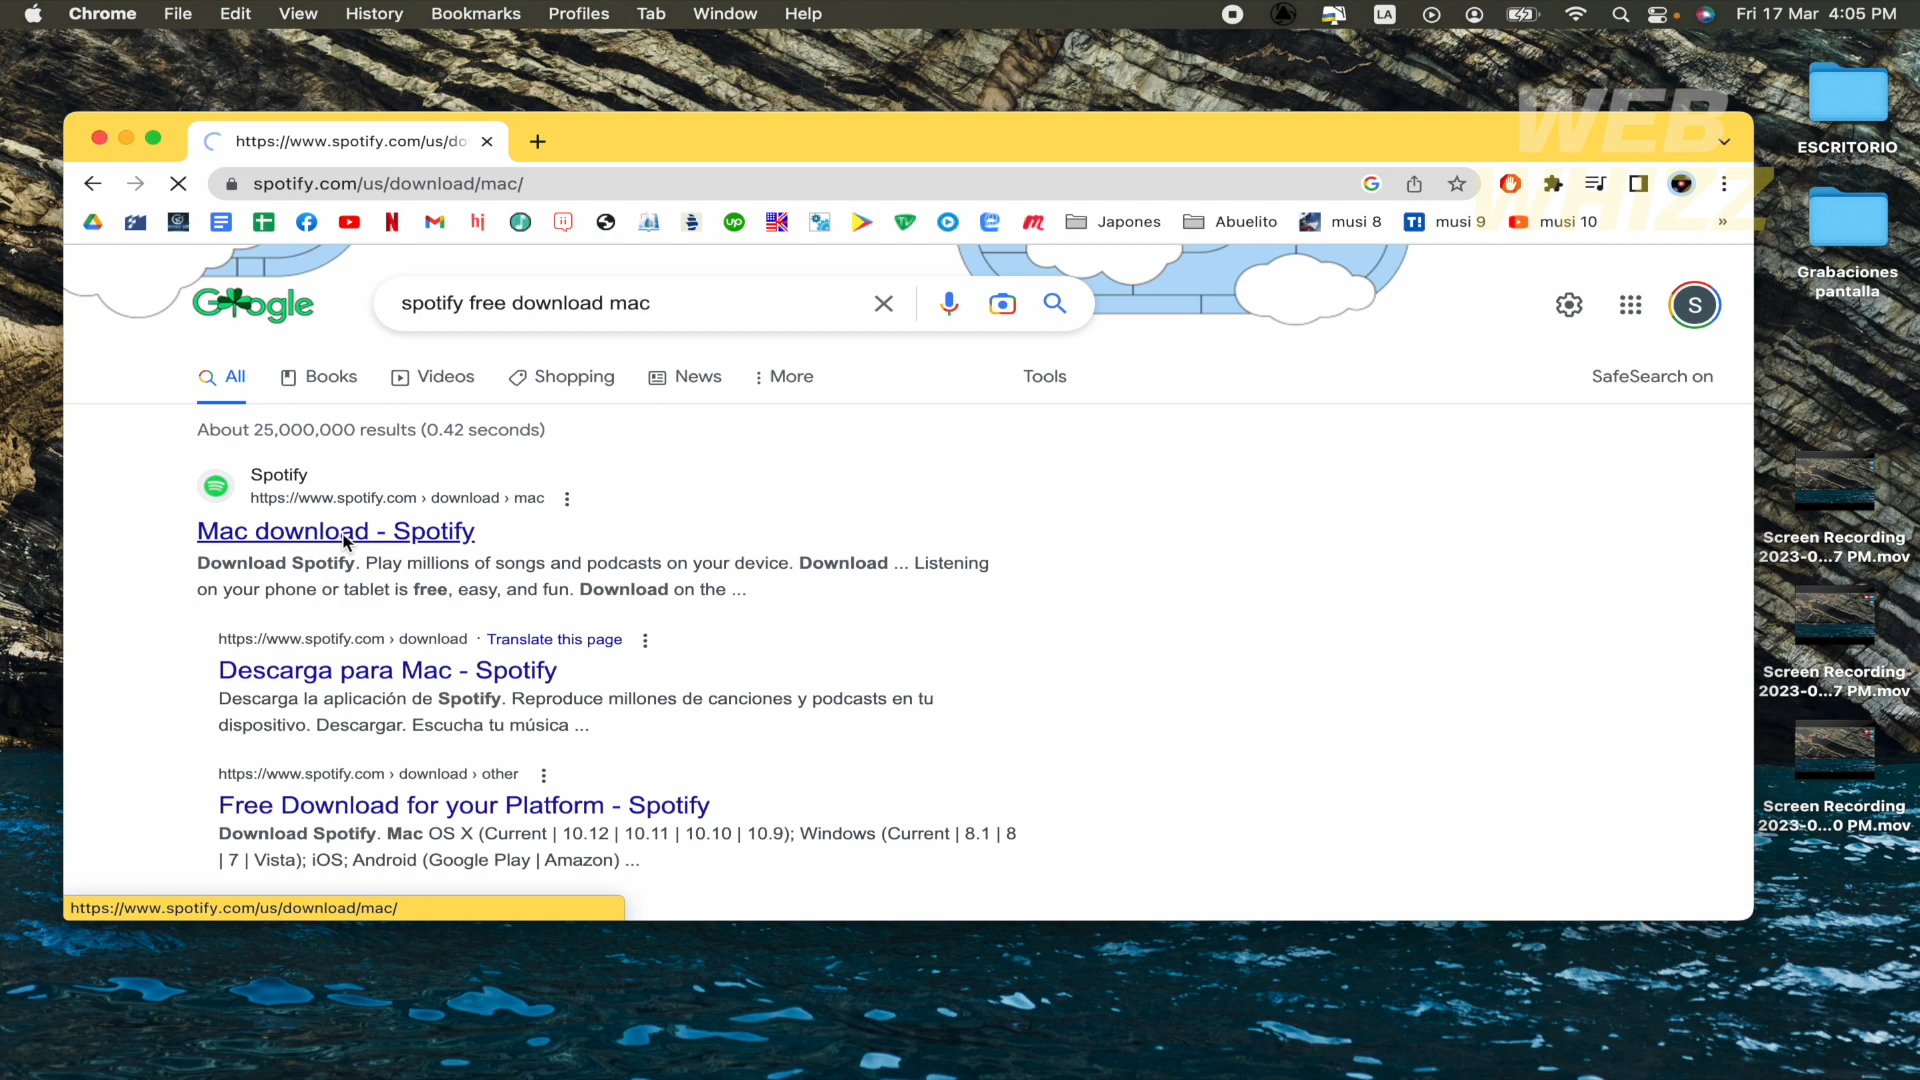 Chrome File Edit View History Bookmarks Profiles Tab Window Help LA Fri 17 Mar 4:05 PM
ESCRITORIO
Grabaciones
pantalla
Screen Recording
2023-0...7 PM.mov
Screen Recording
2023-0...7 PM.mov
Screen Recording
2023-0...0 PM.mov
WEB
WHIZZ
https://www.spotify.com/us/do
spotify.com/us/download/mac/
Japones Abuelito musi 8 T! musi 9 musi 10 »
Google
spotify free download mac
S
All Books Videos Shopping News More Tools SafeSearch on
About 25,000,000 results (0.42 seconds)
Spotify
https://www.spotify.com › download › mac
Mac download - Spotify
Download Spotify. Play millions of songs and podcasts on your device. Download ... Listening
on your phone or tablet is free, easy, and fun. Download on the ...
https://www.spotify.com › download · Translate this page
Descarga para Mac - Spotify
Descarga la aplicación de Spotify. Reproduce millones de canciones y podcasts en tu
dispositivo. Descargar. Escucha tu música ...
https://www.spotify.com › download › other
Free Download for your Platform - Spotify
Download Spotify. Mac OS X (Current | 10.12 | 10.11 | 10.10 | 10.9); Windows (Current | 8.1 | 8
| 7 | Vista); iOS; Android (Google Play | Amazon) ...
https://www.spotify.com/us/download/mac/